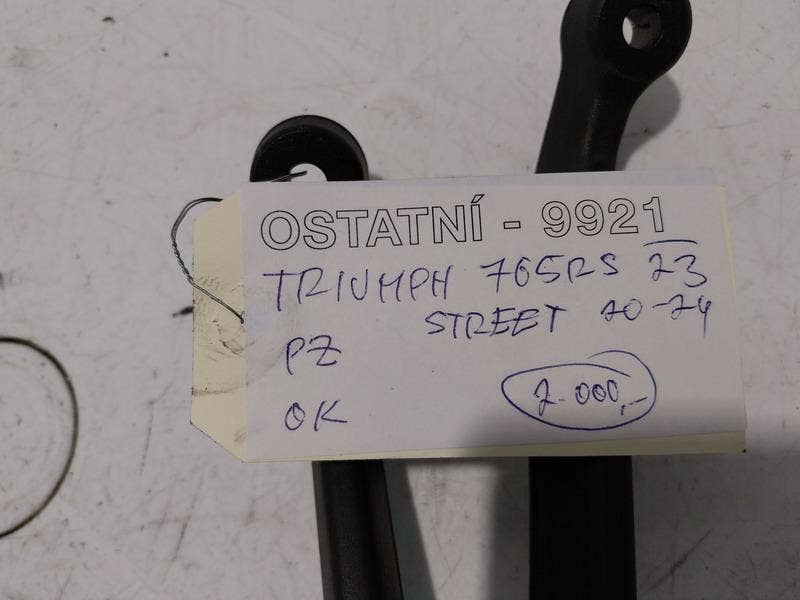 OSTATNÍ - 9921
TRIUMPH 765RS 23
STREET 20-24
PZ
OK
2.000,-